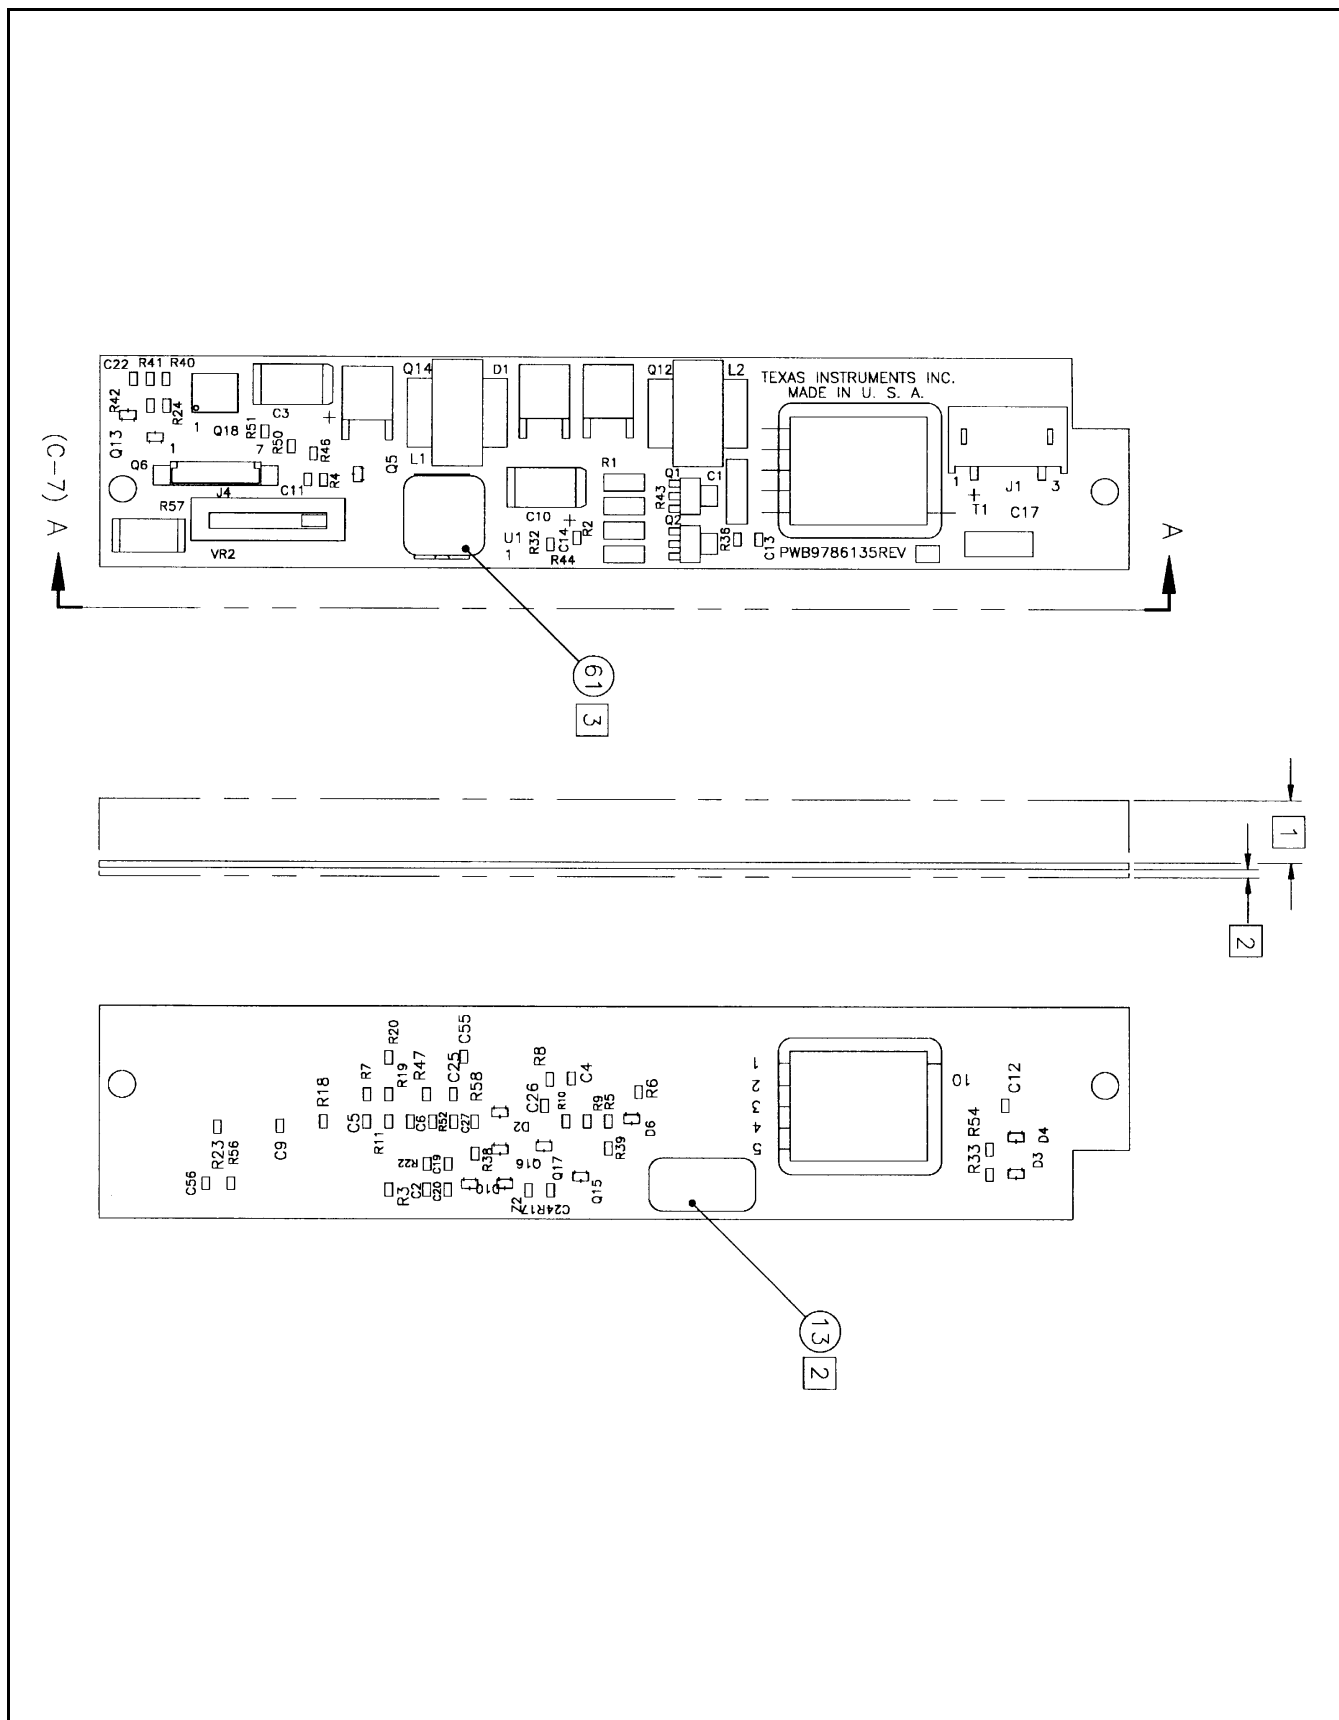 C22 R41 R40
Q14
D1
Q12
L2
TEXAS INSTRUMENTS INC.
MADE IN U. S. A.
R42
R24
1
Q18
R51
R50
C3
+
R46
Q13
Q6
1
7
J4
C11
R4
Q5
L1
R57
VR2
C10
+
U1
1
R32
C14
R2
R44
R1
Q1
R43
C1
Q2
R36
C13
PWB9786135REV
1
J1
3
+
T1
C17
(C-7) A
A
61
3
1
2
R20
C55
R7
R19
R47
C25
R58
R8
C4
R6
1
2
3
4
5
10
C12
R18
C5
R11
C6
R52
C27
D2
C26
R10
R9
R5
D6
R54
D4
R23
R56
C9
R22
C19
R38
Q16
Q17
R39
R33
D3
C56
R3
C2
C20
D10
Z2
C24R17
Q15
13
2